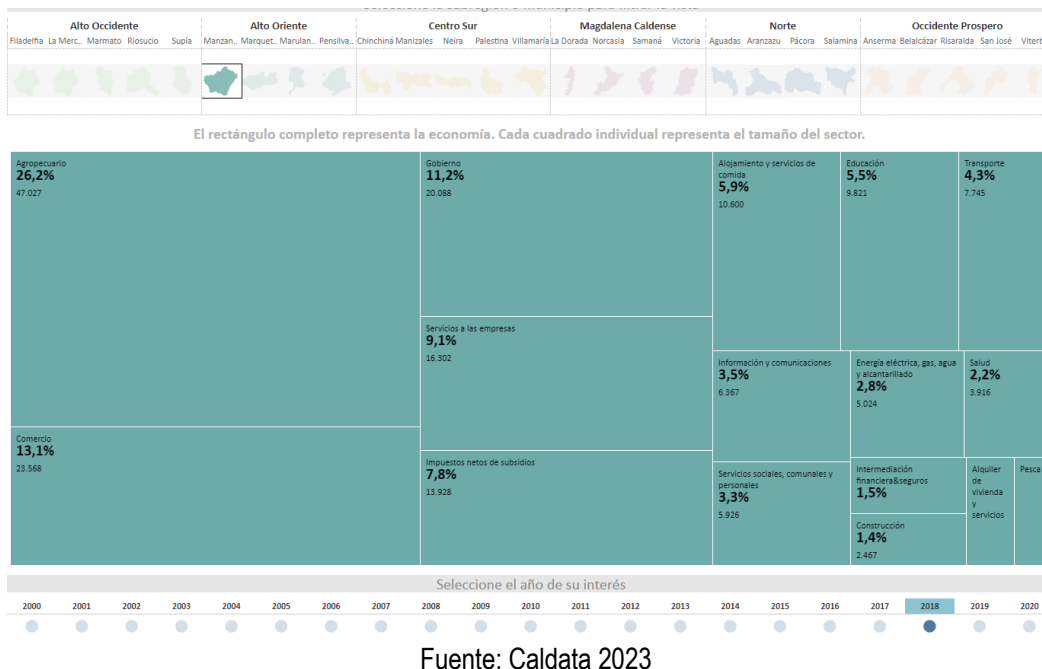 Seleccione la subregión o municipio para filtrar la vista
Alto Occidente Alto Oriente Centro Sur Magdalena Caldense Norte Occidente Prospero
Filadelfia La Merc.. Marmato Riosucio Supía Manzan.. Marquet.. Marulan.. Pensilva.. Chinchiná Manizales Neira Palestina Villamaría La Dorada Norcasia Samaná Victoria Aguadas Aranzazu Pácora Salamina Anserma Belalcázar Risaralda San José Viterb
El rectángulo completo representa la economía. Cada cuadrado individual representa el tamaño del sector.
Agropecuario
26,2%
47.027
Comercio
13,1%
23.568
Gobierno
11,2%
20.088
Servicios a las empresas
9,1%
16.302
Impuestos netos de subsidios
7,8%
13.928
Alojamiento y servicios de
comida
5,9%
10.600
Educación
5,5%
9.821
Transporte
4,3%
7.745
Información y comunicaciones
3,5%
6.367
Servicios sociales, comunales y
personales
3,3%
5.926
Energía eléctrica, gas, agua
y alcantarillado
2,8%
5.024
Salud
2,2%
3.916
Intermediación
financiera&seguros
1,5%
Construcción
1,4%
2.467
Alquiler
de
vivienda
y
servicios
Pesca
Seleccione el año de su interés
2000 2001 2002 2003 2004 2005 2006 2007 2008 2009 2010 2011 2012 2013 2014 2015 2016 2017 2018 2019 2020
Fuente: Caldata 2023